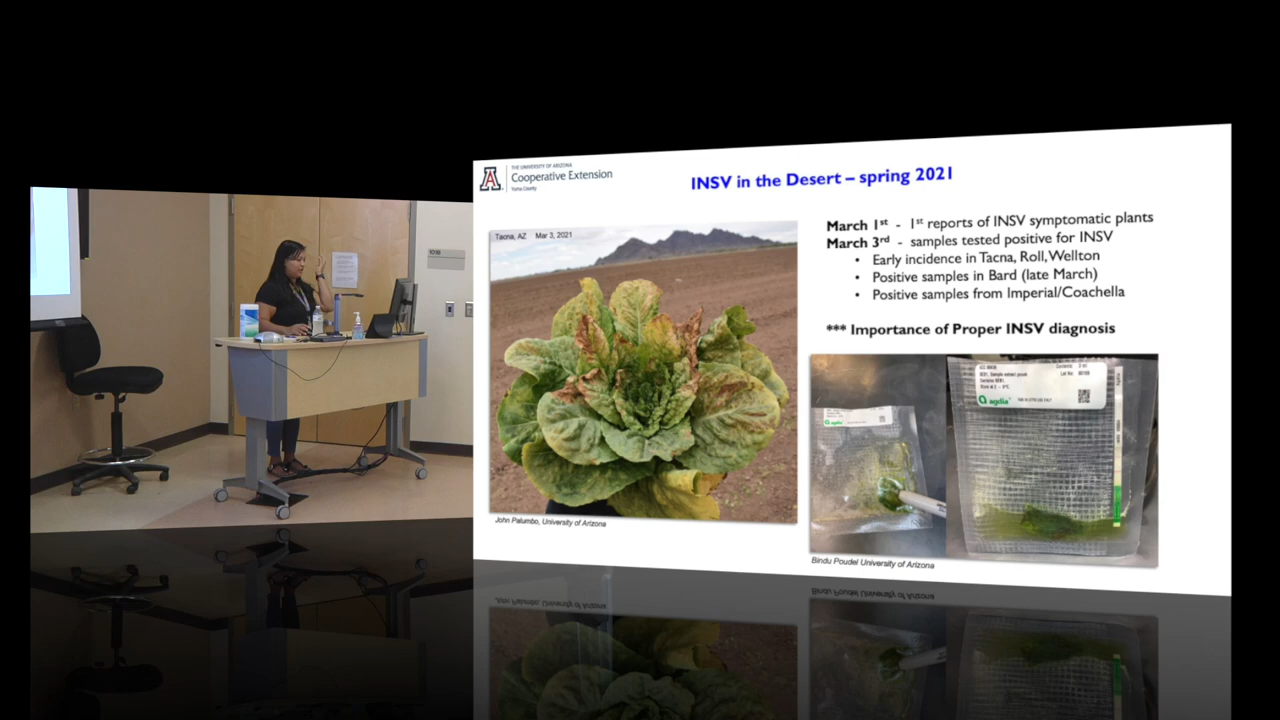 THE UNIVERSITY OF ARIZONA
Cooperative Extension
Yuma County
INSV in the Desert – spring 2021
Tacna, AZ Mar 3, 2021
March 1st - 1st reports of INSV symptomatic plants
March 3rd - samples tested positive for INSV
• Early incidence in Tacna, Roll, Wellton
• Positive samples in Bard (late March)
• Positive samples from Imperial/Coachella
*** Importance of Proper INSV diagnosis
agdia
John Palumbo, University of Arizona
Bindu Poudel University of Arizona